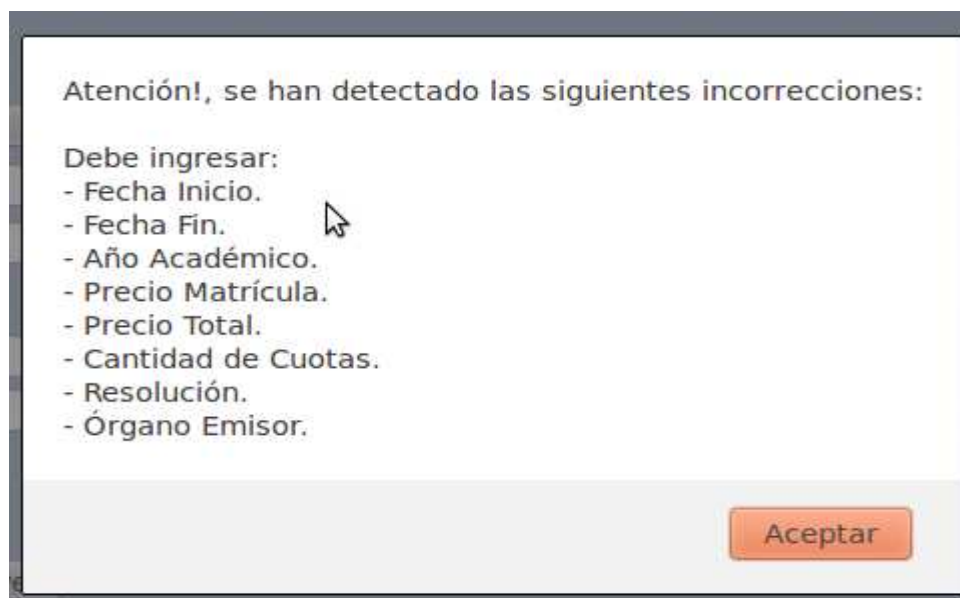 Atención!, se han detectado las siguientes incorrecciones:
Debe ingresar:
- Fecha Inicio.
- Fecha Fin.
- Año Académico.
- Precio Matrícula.
- Precio Total.
- Cantidad de Cuotas.
- Resolución.
- Órgano Emisor.
Aceptar